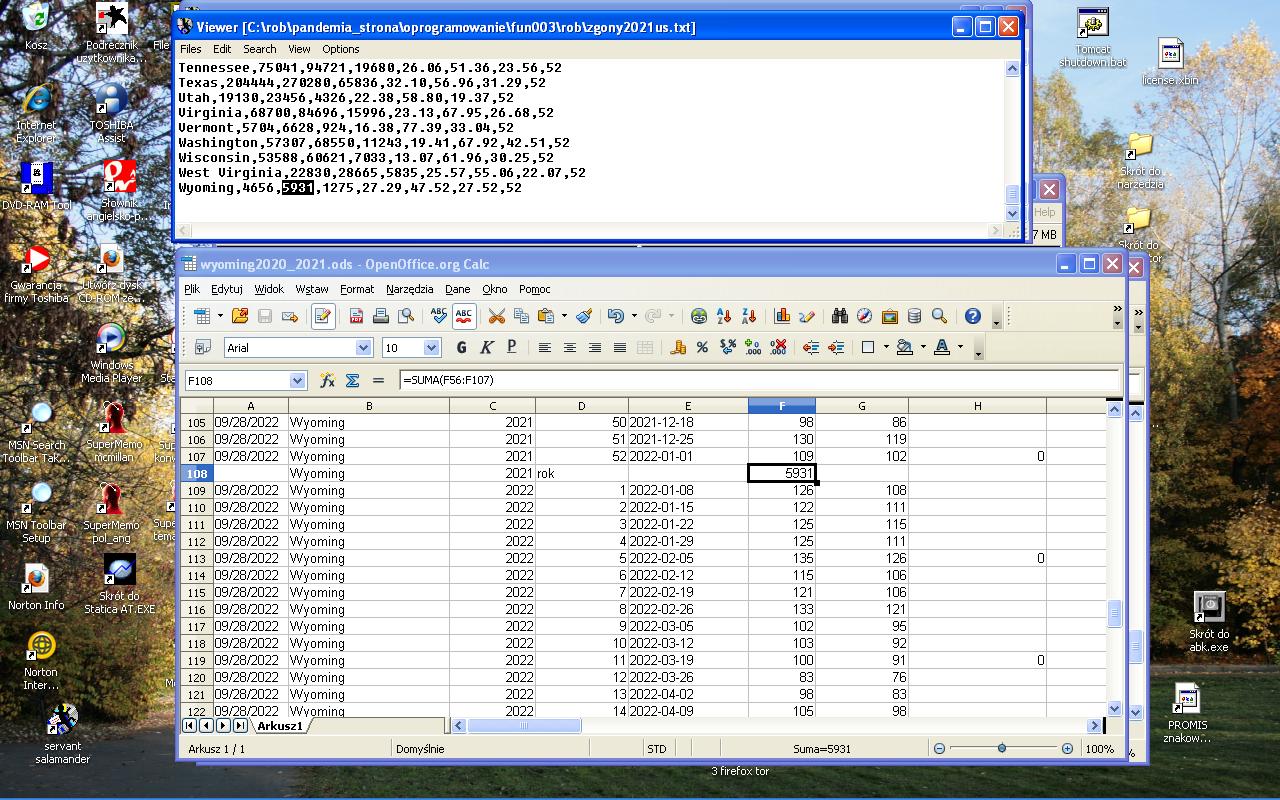 Viewer [C:\rob\pandemia_strona\oprogramowanie\fun003\rob\zgony2021us.txt]
Files Edit Search View Options
Tennessee,75041,94721,19680,26.06,51.36,23.56,52
Texas,204444,270280,65836,32.10,56.96,31.29,52
Utah,19130,23456,4326,22.38,58.80,19.37,52
Virginia,68700,84696,15996,23.13,67.95,26.68,52
Vermont,5704,6628,924,16.38,77.39,33.04,52
Washington,57307,68550,11243,19.41,67.92,42.51,52
Wisconsin,53588,60621,7033,13.07,61.96,30.25,52
West Virginia,22830,28665,5835,25.57,55.06,22.07,52
Wyoming,4656,5931,1275,27.29,47.52,27.52,52
Help
7 MB
wyoming2020_2021.ods - OpenOffice.org Calc
Plik Edytuj Widok Wstaw Format Narzędzia Dane Okno Pomoc
Arial 10 G K P
F108 =SUMA(F56:F107)
A B C D E F G H
105 09/28/2022 Wyoming 2021 50 2021-12-18 98 86
106 09/28/2022 Wyoming 2021 51 2021-12-25 130 119
107 09/28/2022 Wyoming 2021 52 2022-01-01 109 102 0
108 Wyoming 2021 rok 5931
109 09/28/2022 Wyoming 2022 1 2022-01-08 126 108
110 09/28/2022 Wyoming 2022 2 2022-01-15 122 111
111 09/28/2022 Wyoming 2022 3 2022-01-22 125 115
112 09/28/2022 Wyoming 2022 4 2022-01-29 125 111
113 09/28/2022 Wyoming 2022 5 2022-02-05 135 126 0
114 09/28/2022 Wyoming 2022 6 2022-02-12 115 106
115 09/28/2022 Wyoming 2022 7 2022-02-19 121 106
116 09/28/2022 Wyoming 2022 8 2022-02-26 133 121
117 09/28/2022 Wyoming 2022 9 2022-03-05 102 95
118 09/28/2022 Wyoming 2022 10 2022-03-12 103 92
119 09/28/2022 Wyoming 2022 11 2022-03-19 100 91 0
120 09/28/2022 Wyoming 2022 12 2022-03-26 83 76
121 09/28/2022 Wyoming 2022 13 2022-04-02 98 83
122 09/28/2022 Wyoming 2022 14 2022-04-09 105 98
Arkusz1
Arkusz 1 / 1 Domyślnie STD Suma=5931 100%
3 firefox tor
Kosz
Podręcznik
użytkownika...
Internet
Explorer
TOSHIBA
Assist
DVD-RAM Tool
Słownik
angielsko-p...
Gwarancja
firmy Toshiba
Utwórz dysk
CD-ROM ze...
Windows
Media Player
MSN Search
Toolbar Tak...
SuperMemo
mcmillan
MSN Toolbar
Setup
SuperMemo
pol_ang
Norton Info
Skrót do
Statica AT.EXE
Norton
Inter...
servant
salamander
Tomcat
shutdown.bat
license.xbin
Skrót do
narzedzia
Skrót do
Skrót do
abk.exe
PROMIS
znakow...